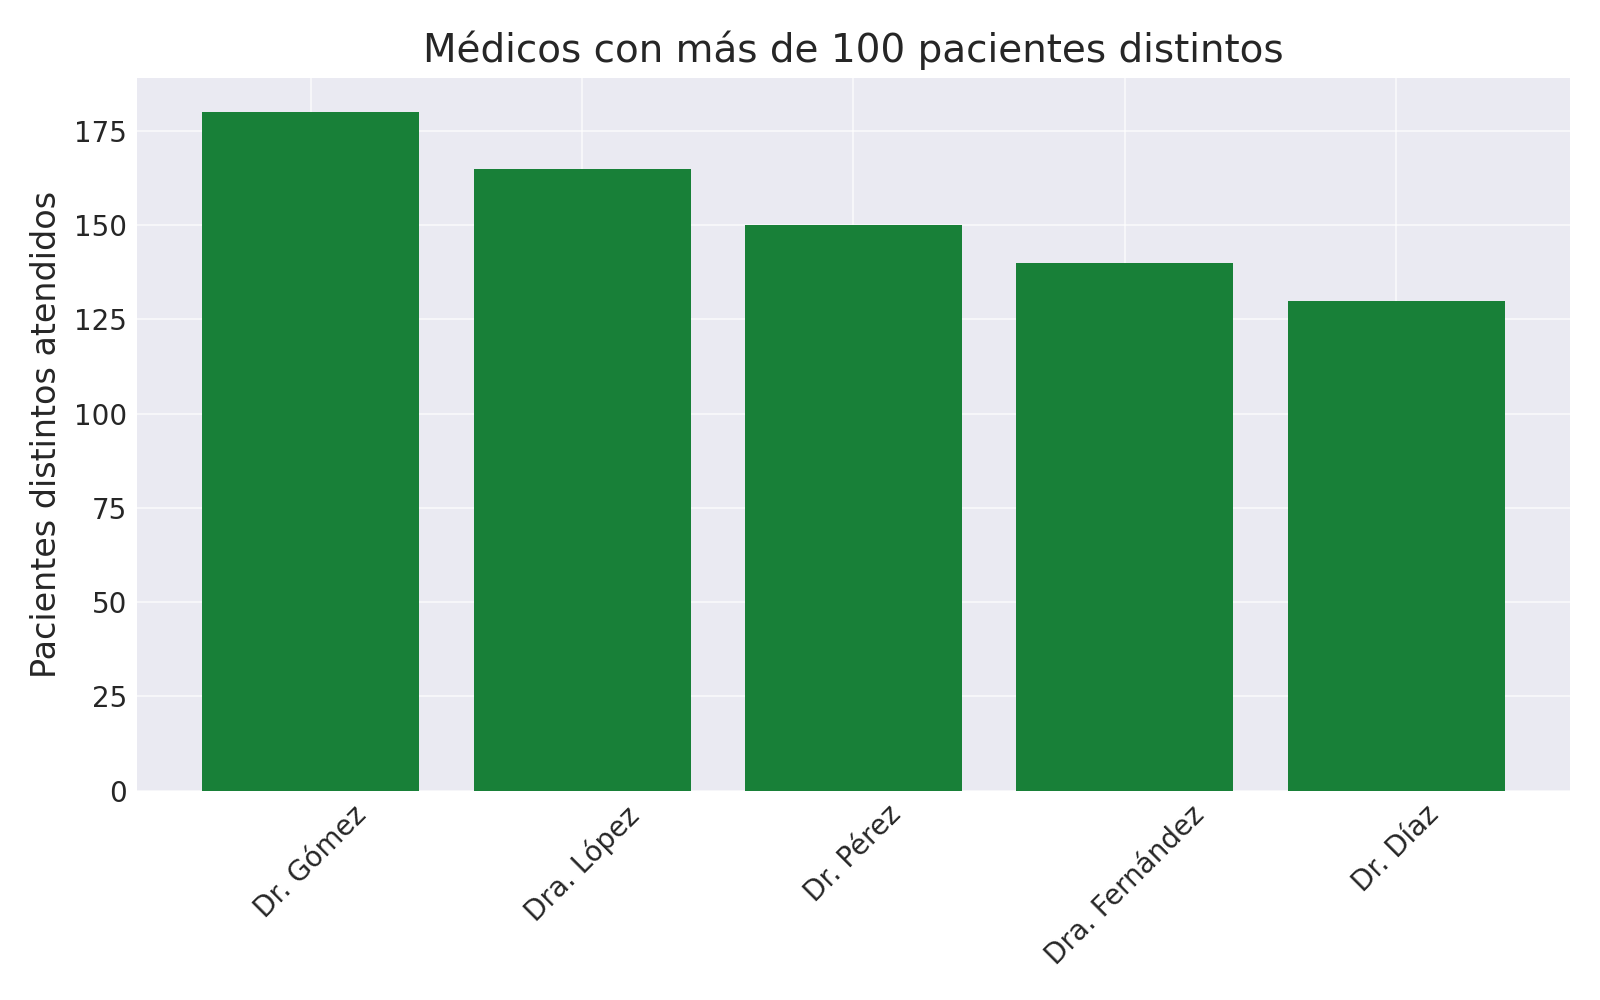 Médicos con más de 100 pacientes distintos
Pacientes distintos atendidos
175
150
125
100
75
50
25
0
Dr. Gómez
Dra. López
Dr. Pérez
Dra. Fernández
Dr. Díaz